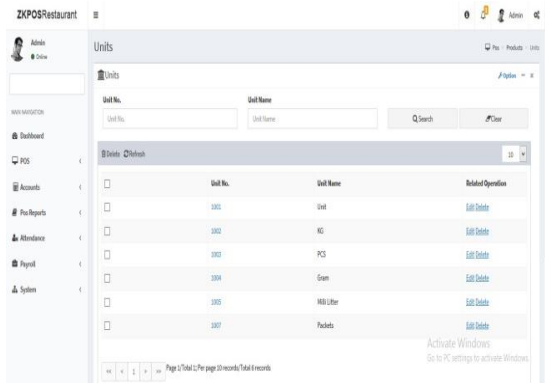 ZKPOSRestaurant
Admin
Admin
Online
MAIN NAVIGATION
Dashboard
POS
Accounts
Pos Reports
Attendance
Payroll
System
Units
Pos Products Units
Units
Option
Unit No.
Unit Name
Unit No.
Unit Name
Search
Clear
Delete Refresh
10
Unit No. Unit Name Related Operation
1001 Unit Edit Delete
1002 KG Edit Delete
1003 PCS Edit Delete
1004 Gram Edit Delete
1005 Milli Litter Edit Delete
1007 Packets Edit Delete
<< < 1 > >> Page 1/Total 1|Per page 10 records/Total 6 records
Activate Windows
Go to PC settings to activate Windows.